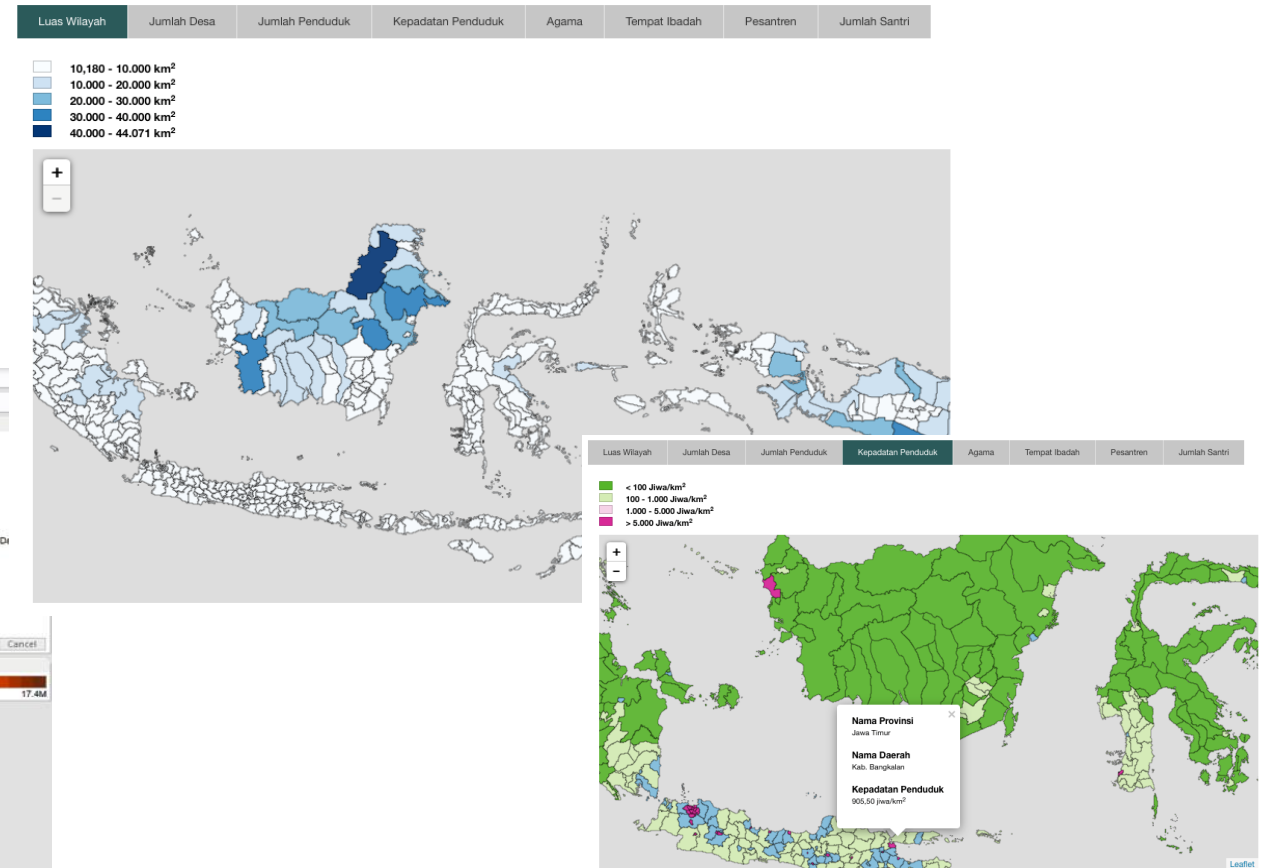 Luas Wilayah Jumlah Desa Jumlah Penduduk Kepadatan Penduduk Agama Tempat Ibadah Pesantren Jumlah Santri
10,180 - 10.000 km²
10.000 - 20.000 km²
20.000 - 30.000 km²
30.000 - 40.000 km²
40.000 - 44.071 km²
+
−
Cancel
17.4M
Luas Wilayah Jumlah Desa Jumlah Penduduk Kepadatan Penduduk Agama Tempat Ibadah Pesantren Jumlah Santri
< 100 Jiwa/km²
100 - 1.000 Jiwa/km²
1.000 - 5.000 Jiwa/km²
> 5.000 Jiwa/km²
+
−
×
Nama Provinsi
Jawa Timur
Nama Daerah
Kab. Bangkalan
Kepadatan Penduduk
905,50 jiwa/km²
Leaflet